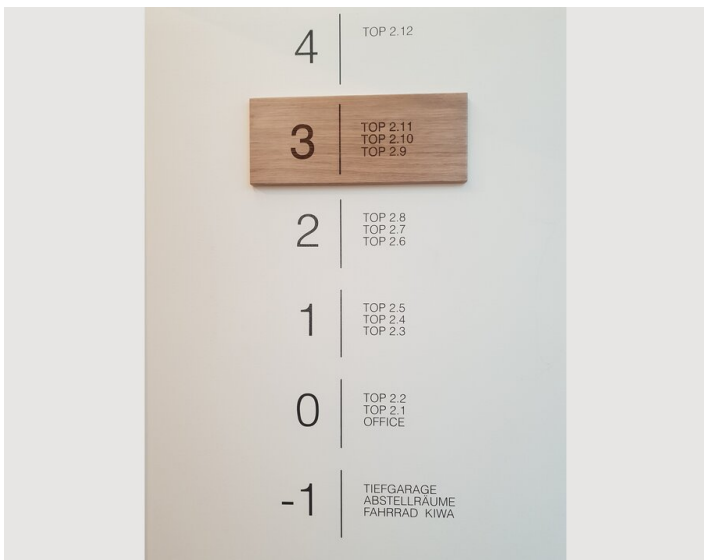 4
TOP 2.12
3
TOP 2.11
TOP 2.10
TOP 2.9
2
TOP 2.8
TOP 2.7
TOP 2.6
1
TOP 2.5
TOP 2.4
TOP 2.3
0
TOP 2.2
TOP 2.1
OFFICE
-1
TIEFGARAGE
ABSTELLRÄUME
FAHRRAD KIWA